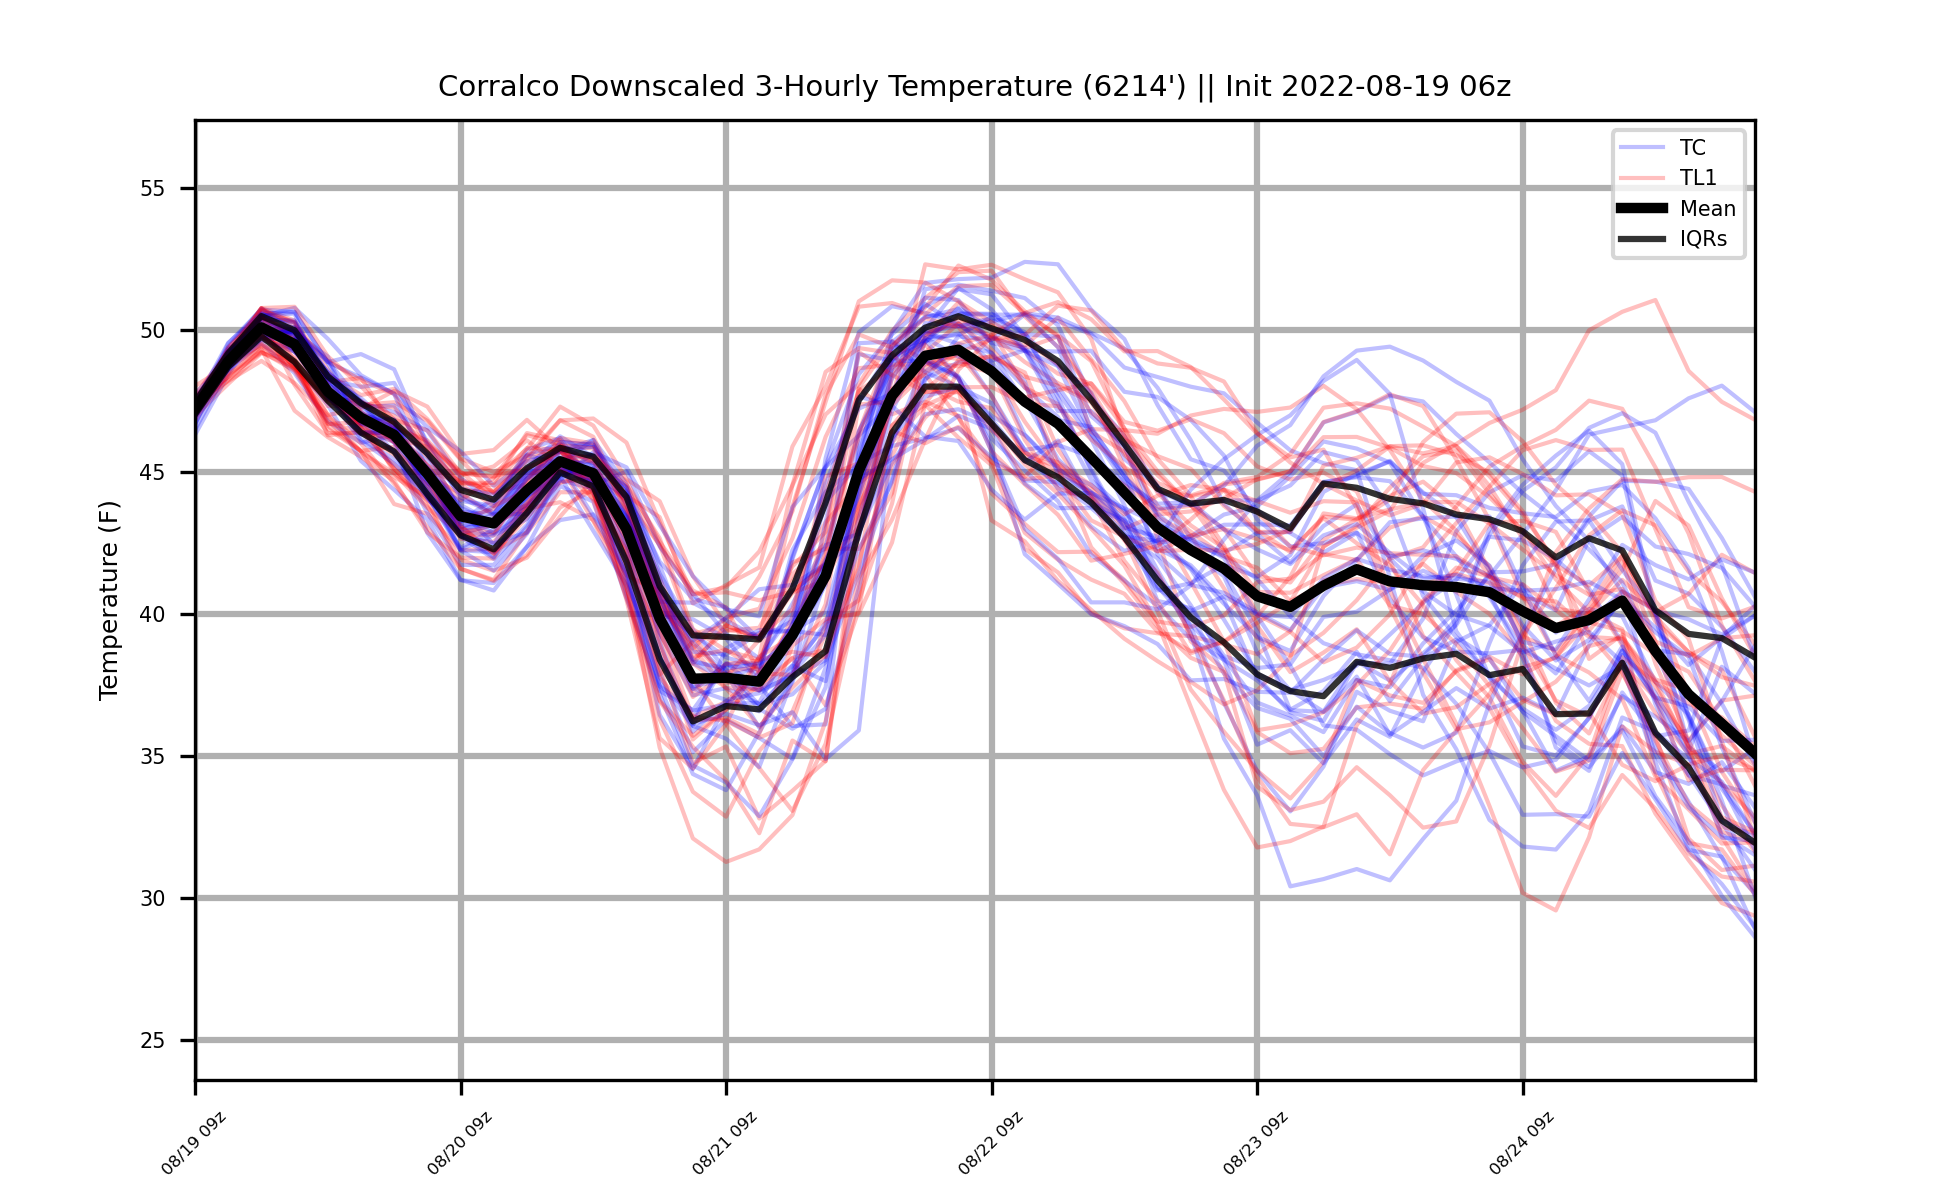 Corralco Downscaled 3-Hourly Temperature (6214') || Init 2022-08-19 06z
TC
TL1
Mean
IQRs
Temperature (F)
55
50
45
40
35
30
25
08/19 09z
08/20 09z
08/21 09z
08/22 09z
08/23 09z
08/24 09z